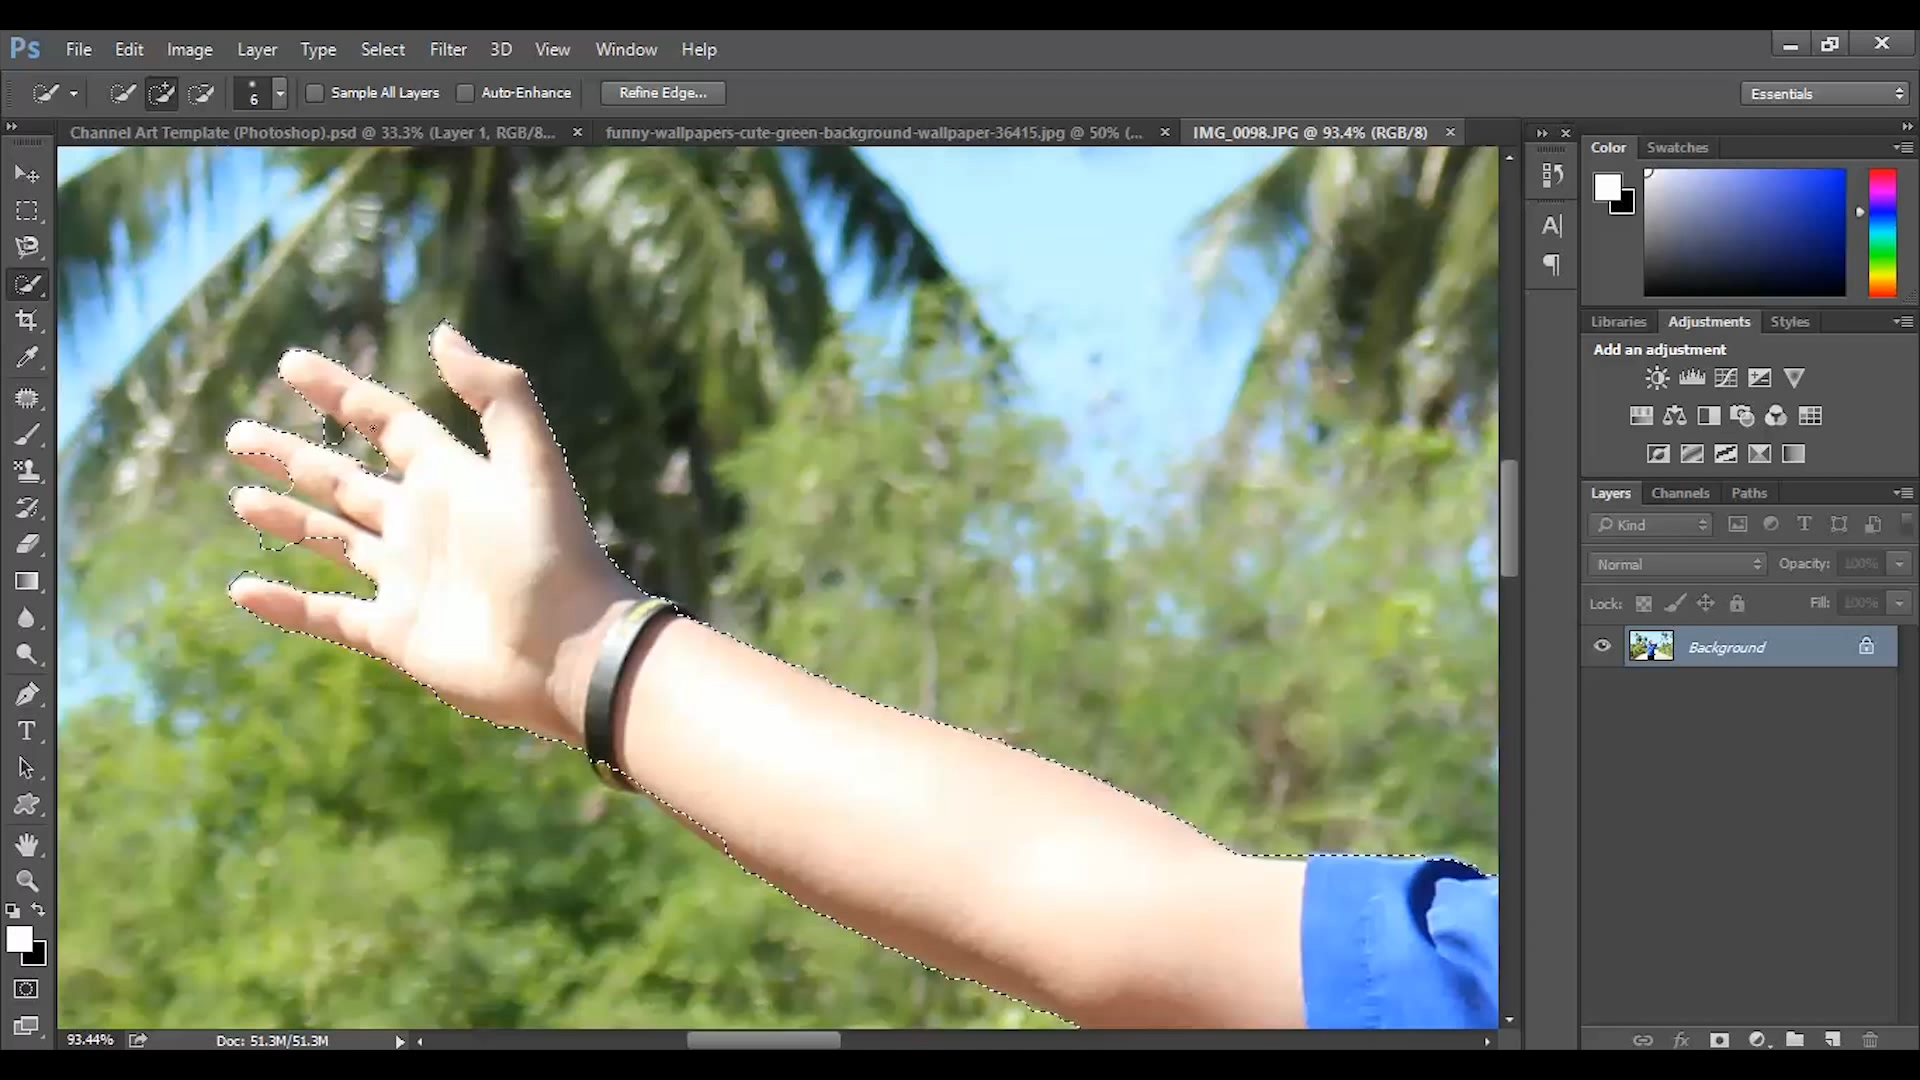 Ps File Edit Image Layer Type Select Filter 3D View Window Help
6 Sample All Layers Auto-Enhance Refine Edge... Essentials
Channel Art Template (Photoshop).psd @ 33.3% (Layer 1, RGB/8... × funny-wallpapers-cute-green-background-wallpaper-36415.jpg @ 50% (... × IMG_0098.JPG @ 93.4% (RGB/8) ×
Color Swatches
Libraries Adjustments Styles
Add an adjustment
Layers Channels Paths
Kind
Normal Opacity: 100%
Lock: Fill: 100%
Background
93.44% Doc: 51.3M/51.3M